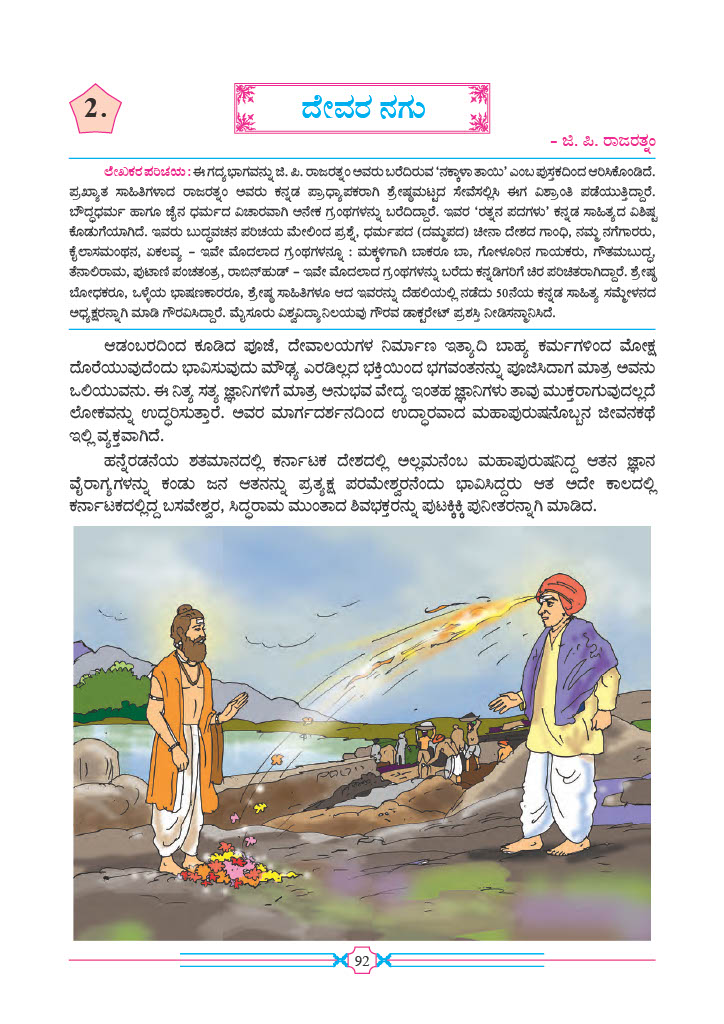 2.
ದೇವರ ನಗು
– ಜಿ. ಪಿ. ರಾಜರತ್ನಂ
ಲೇಖಕರ ಪರಿಚಯ : ಈ ಗದ್ಯಭಾಗವನ್ನು ಜಿ. ಪಿ. ರಾಜರತ್ನಂ ಅವರು ಬರೆದಿರುವ ‘ನಕ್ಕಾಳಾ ತಾಯಿ’ ಎಂಬ ಪುಸ್ತಕದಿಂದ ಆರಿಸಿಕೊಂಡಿದೆ.
ಪ್ರಖ್ಯಾತ ಸಾಹಿತಿಗಳಾದ ರಾಜರತ್ನಂ ಅವರು ಕನ್ನಡ ಪ್ರಾಧ್ಯಾಪಕರಾಗಿ ಶ್ರೇಷ್ಠಮಟ್ಟದ ಸೇವೆಸಲ್ಲಿಸಿ ಈಗ ವಿಶ್ರಾಂತಿ ಪಡೆಯುತ್ತಿದ್ದಾರೆ.
ಬೌದ್ಧಧರ್ಮ ಹಾಗೂ ಜೈನ ಧರ್ಮದ ವಿಚಾರವಾಗಿ ಅನೇಕ ಗ್ರಂಥಗಳನ್ನು ಬರೆದಿದ್ದಾರೆ. ಇವರ ‘ರತ್ನನ ಪದಗಳು’ ಕನ್ನಡ ಸಾಹಿತ್ಯದ ವಿಶಿಷ್ಟ
ಕೊಡುಗೆಯಾಗಿದೆ. ಇವರು ಬುದ್ಧವಚನ ಪರಿಚಯ ಮೇಲಿಂದ ಪ್ರಶ್ನೆ, ಧರ್ಮಪದ (ದಮ್ಮಪದ) ಚೀನಾ ದೇಶದ ಗಾಂಧಿ, ನಮ್ಮ ನಗೆಗಾರರು,
ಕೈಲಾಸಮಂಥನ, ಏಕಲವ್ಯ – ಇವೇ ಮೊದಲಾದ ಗ್ರಂಥಗಳನ್ನೂ : ಮಕ್ಕಳಿಗಾಗಿ ಬಾಕರೂ ಬಾ, ಗೋಳೂರಿನ ಗಾಯಕರು, ಗೌತಮಬುದ್ಧ,
ತೆನಾಲಿರಾಮ, ಪುಟಾಣಿ ಪಂಚತಂತ್ರ, ರಾಬಿನ್‌ಹುಡ್ – ಇವೇ ಮೊದಲಾದ ಗ್ರಂಥಗಳನ್ನು ಬರೆದು ಕನ್ನಡಿಗರಿಗೆ ಚಿರ ಪರಿಚಿತರಾಗಿದ್ದಾರೆ. ಶ್ರೇಷ್ಠ
ಬೋಧಕರೂ, ಒಳ್ಳೆಯ ಭಾಷಣಕಾರರೂ, ಶ್ರೇಷ್ಠ ಸಾಹಿತಿಗಳೂ ಆದ ಇವರನ್ನು ದೆಹಲಿಯಲ್ಲಿ ನಡೆದು 50ನೆಯ ಕನ್ನಡ ಸಾಹಿತ್ಯ ಸಮ್ಮೇಳನದ
ಅಧ್ಯಕ್ಷರನ್ನಾಗಿ ಮಾಡಿ ಗೌರವಿಸಿದ್ದಾರೆ. ಮೈಸೂರು ವಿಶ್ವವಿದ್ಯಾನಿಲಯವು ಗೌರವ ಡಾಕ್ಟರೇಟ್ ಪ್ರಶಸ್ತಿ ನೀಡಿಸನ್ಮಾನಿಸಿದೆ.
ಆಡಂಬರದಿಂದ ಕೂಡಿದ ಪೂಜೆ, ದೇವಾಲಯಗಳ ನಿರ್ಮಾಣ ಇತ್ಯಾದಿ ಬಾಹ್ಯ ಕರ್ಮಗಳಿಂದ ಮೋಕ್ಷ
ದೊರೆಯುವುದೆಂದು ಭಾವಿಸುವುದು ಮೌಢ್ಯ ಎರಡಿಲ್ಲದ ಭಕ್ತಿಯಿಂದ ಭಗವಂತನನ್ನು ಪೂಜಿಸಿದಾಗ ಮಾತ್ರ ಅವನು
ಒಲಿಯುವನು. ಈ ನಿತ್ಯ ಸತ್ಯ ಜ್ಞಾನಿಗಳಿಗೆ ಮಾತ್ರ ಅನುಭವ ವೇದ್ಯ ಇಂತಹ ಜ್ಞಾನಿಗಳು ತಾವು ಮುಕ್ತರಾಗುವುದಲ್ಲದೆ
ಲೋಕವನ್ನು ಉದ್ಧರಿಸುತ್ತಾರೆ. ಅವರ ಮಾರ್ಗದರ್ಶನದಿಂದ ಉದ್ಧಾರವಾದ ಮಹಾಪುರುಷನೊಬ್ಬನ ಜೀವನಕಥೆ
ಇಲ್ಲಿ ವ್ಯಕ್ತವಾಗಿದೆ.
ಹನ್ನೆರಡನೆಯ ಶತಮಾನದಲ್ಲಿ ಕರ್ನಾಟಕ ದೇಶದಲ್ಲಿ ಅಲ್ಲಮನೆಂಬ ಮಹಾಪುರುಷನಿದ್ದ ಆತನ ಜ್ಞಾನ
ವೈರಾಗ್ಯಗಳನ್ನು ಕಂಡು ಜನ ಆತನನ್ನು ಪ್ರತ್ಯಕ್ಷ ಪರಮೇಶ್ವರನೆಂದು ಭಾವಿಸಿದ್ದರು ಆತ ಅದೇ ಕಾಲದಲ್ಲಿ
ಕರ್ನಾಟಕದಲ್ಲಿದ್ದ ಬಸವೇಶ್ವರ, ಸಿದ್ಧರಾಮ ಮುಂತಾದ ಶಿವಭಕ್ತರನ್ನು ಪುಟಕ್ಕಿಕ್ಕಿ ಪುನೀತರನ್ನಾಗಿ ಮಾಡಿದ.
92